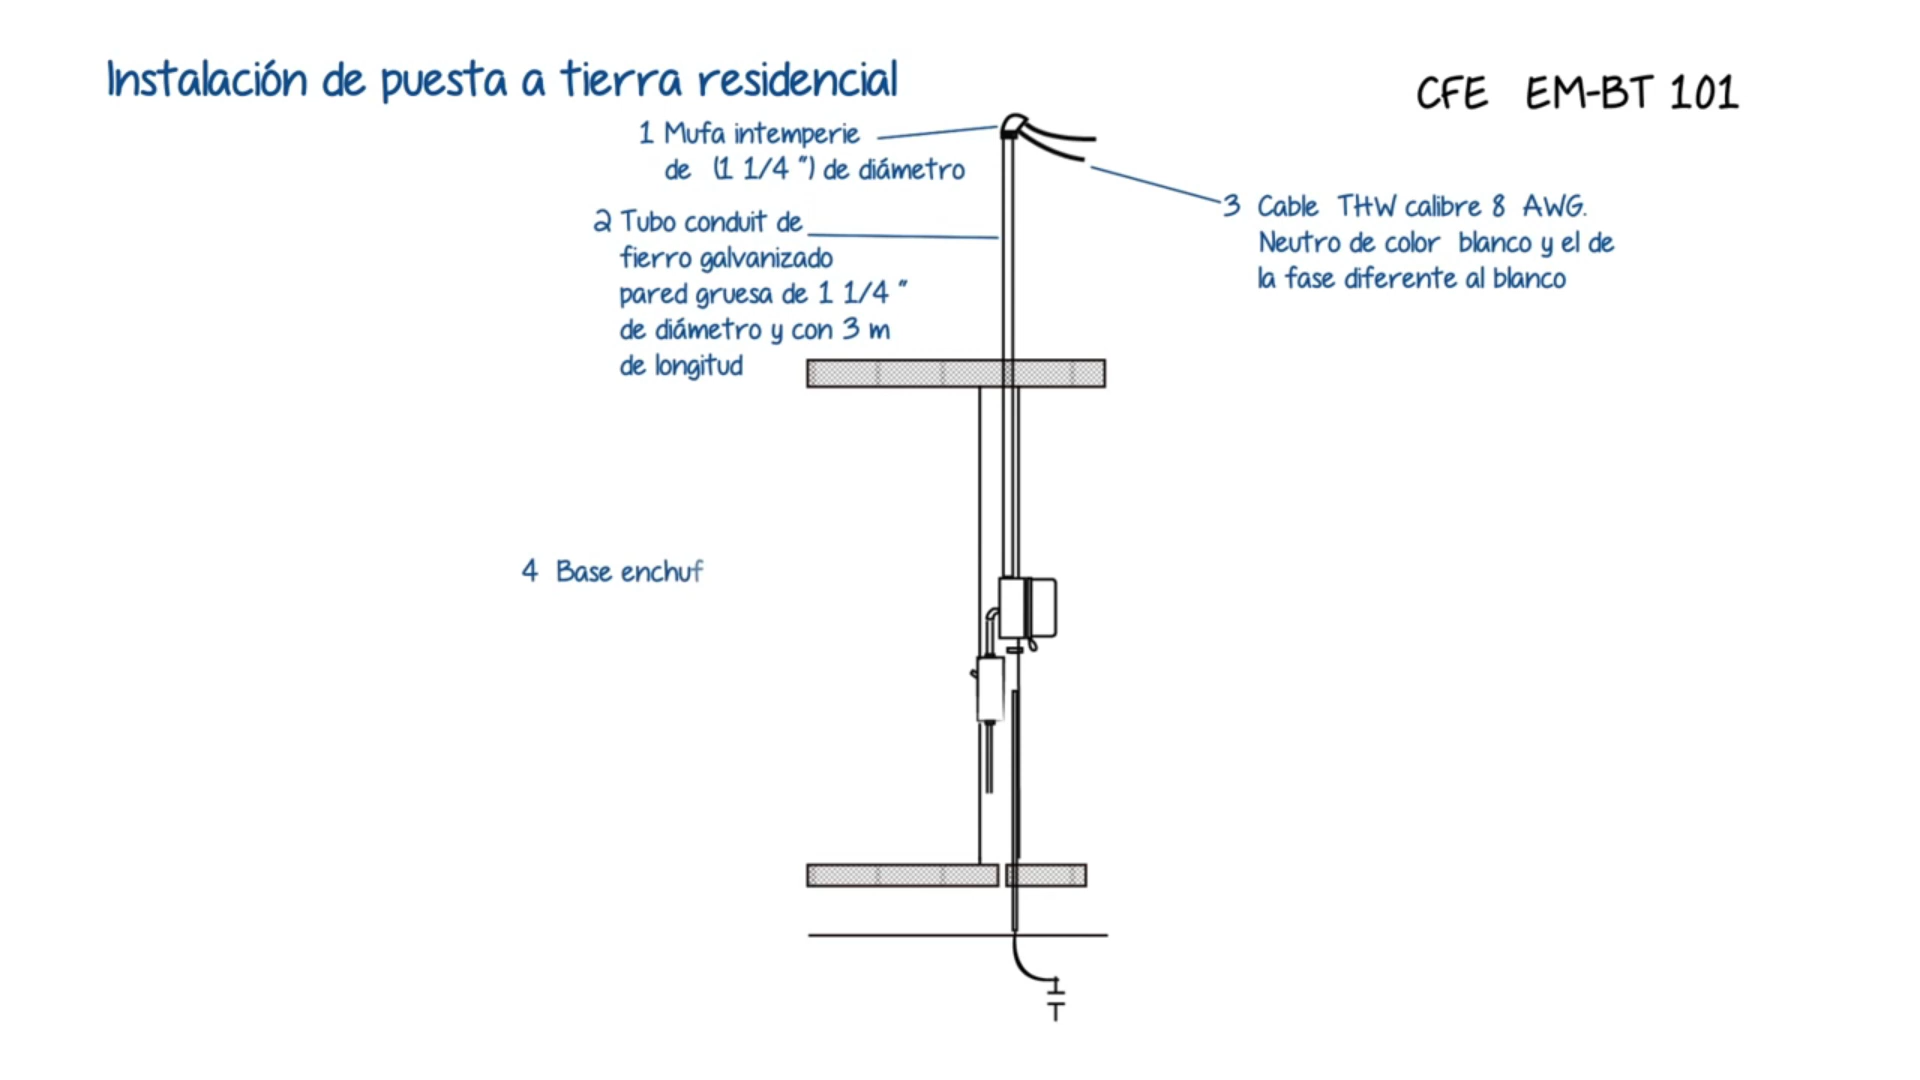 Instalación de puesta a tierra residencial
CFE EM-BT 101
1 Mufa intemperie
de (1 1/4 ") de diámetro
2 Tubo conduit de
fierro galvanizado
pared gruesa de 1 1/4 "
de diámetro y con 3 m
de longitud
3 Cable THW calibre 8 AWG.
Neutro de color blanco y el de
la fase diferente al blanco
4 Base enchuf